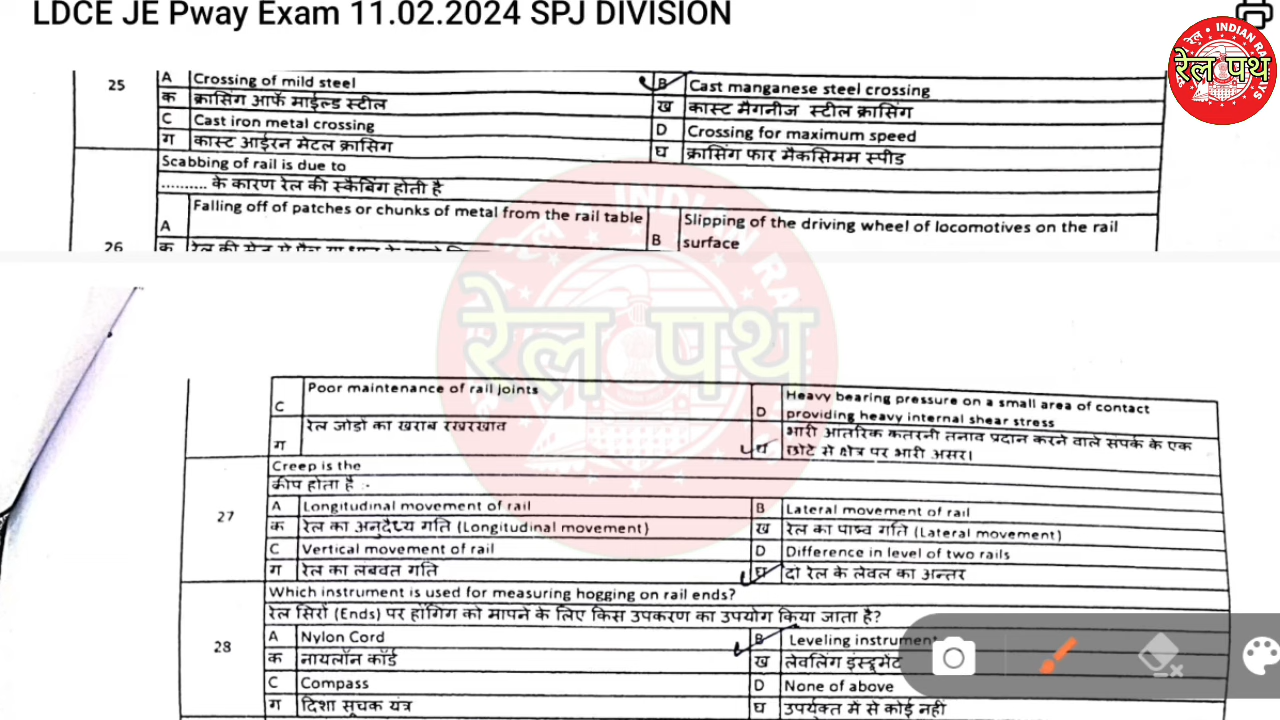 LDCE JE Pway Exam 11.02.2024 SPJ DIVISION
INDIAN RAILWAYS
रेल पथ
25
A Crossing of mild steel B Cast manganese steel crossing
क क्रासिंग आफॅ माईल्ड स्टील ख कास्ट मैगनीज स्टील क्रासिंग
C Cast iron metal crossing D Crossing for maximum speed
ग कास्ट आईरन मेटल क्रासिंग घ क्रासिंग फार मैकसिमम स्पीड
Scabbing of rail is due to
.......... के कारण रेल की स्कैबिंग होती है
26
A Falling off of patches or chunks of metal from the rail table B Slipping of the driving wheel of locomotives on the rail surface
क रेल की
रेल पथ
C Poor maintenance of rail joints D Heavy bearing pressure on a small area of contact providing heavy internal shear stress
ग रेल जोड़ों का खराब रखरखाव घ भारी आंतरिक कतरनी तनाव प्रदान करने वाले संपर्क के एक छोटे से क्षेत्र पर भारी असर।
27
Creep is the
क्रीप होता है :-
A Longitudinal movement of rail B Lateral movement of rail
क रेल का अनुदैध्य गति (Longitudinal movement) ख रेल का पाष्व गति (Lateral movement)
C Vertical movement of rail D Difference in level of two rails
ग रेल का लंबवत गति घ दो रेल के लेवल का अन्तर
28
Which instrument is used for measuring hogging on rail ends?
रेल सिरों (Ends) पर हॉगिंग को मापने के लिए किस उपकरण का उपयोग किया जाता है?
A Nylon Cord B Leveling instrument
क नायलॉन कॉर्ड ख लेवलिंग इंस्ट्रूमेंट
C Compass D None of above
ग दिशा सूचक यंत्र घ उपर्यक्त में से कोई नहीं